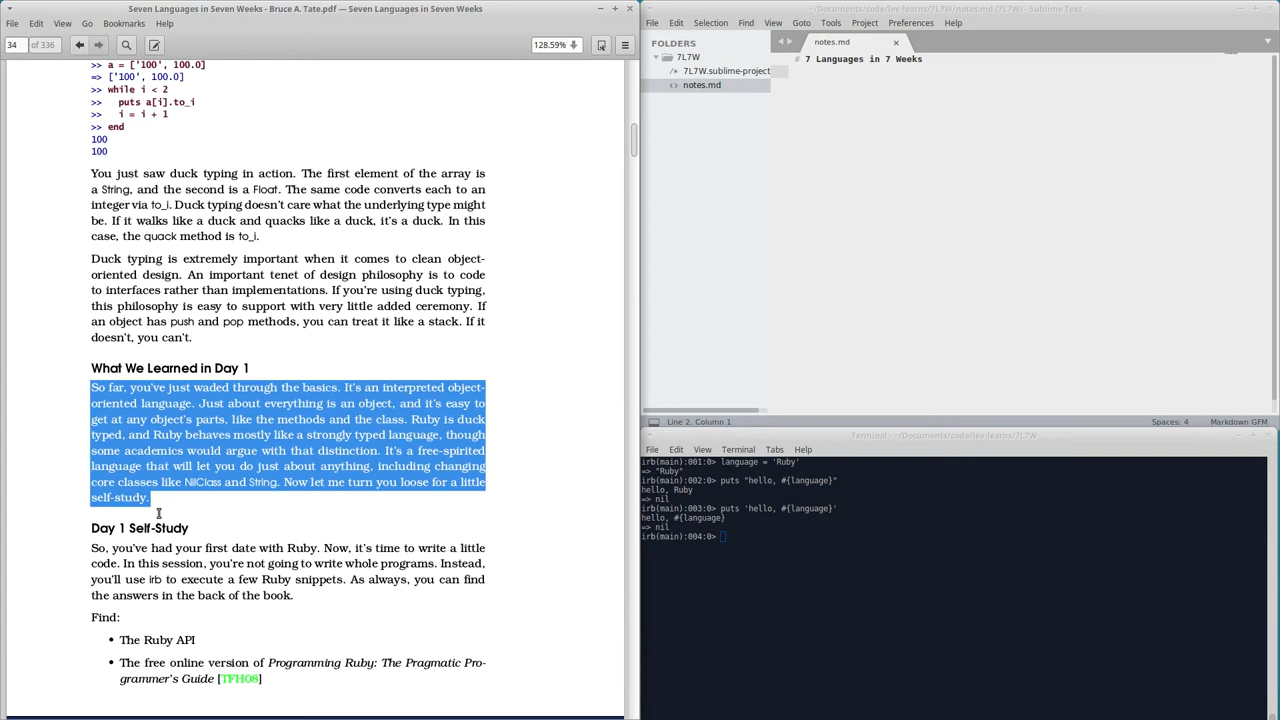 Seven Languages in Seven Weeks - Bruce A. Tate.pdf — Seven Languages in Seven Weeks
File Edit View Go Bookmarks Help
34 of 336 128.59%
>> a = ['100', 100.0]
=> ['100', 100.0]
>> while i < 2
>> puts a[i].to_i
>> i = i + 1
>> end
100
100
You just saw duck typing in action. The first element of the array is
a String, and the second is a Float. The same code converts each to an
integer via to_i. Duck typing doesn't care what the underlying type might
be. If it walks like a duck and quacks like a duck, it's a duck. In this
case, the quack method is to_i.
Duck typing is extremely important when it comes to clean object-
oriented design. An important tenet of design philosophy is to code
to interfaces rather than implementations. If you're using duck typing,
this philosophy is easy to support with very little added ceremony. If
an object has push and pop methods, you can treat it like a stack. If it
doesn't, you can't.
What We Learned in Day 1
So far, you've just waded through the basics. It's an interpreted object-
oriented language. Just about everything is an object, and it's easy to
get at any object's parts, like the methods and the class. Ruby is duck
typed, and Ruby behaves mostly like a strongly typed language, though
some academics would argue with that distinction. It's a free-spirited
language that will let you do just about anything, including changing
core classes like NilClass and String. Now let me turn you loose for a little
self-study.
Day 1 Self-Study
So, you've had your first date with Ruby. Now, it's time to write a little
code. In this session, you're not going to write whole programs. Instead,
you'll use irb to execute a few Ruby snippets. As always, you can find
the answers in the back of the book.
Find:
• The Ruby API
• The free online version of Programming Ruby: The Pragmatic Pro-
grammer's Guide [TFH08]
~/Documents/code/lev-learns/7L7W/notes.md (7L7W) - Sublime Text
File Edit Selection Find View Goto Tools Project Preferences Help
FOLDERS
7L7W
/* 7L7W.sublime-project
<> notes.md
notes.md
# 7 Languages in 7 Weeks
Line 2, Column 1 Spaces: 4 Markdown GFM
Terminal - ~/Documents/code/lev-learns/7L7W
File Edit View Terminal Tabs Help
irb(main):001:0> language = 'Ruby'
=> "Ruby"
irb(main):002:0> puts "hello, #{language}"
hello, Ruby
=> nil
irb(main):003:0> puts 'hello, #{language}'
hello, #{language}
=> nil
irb(main):004:0>